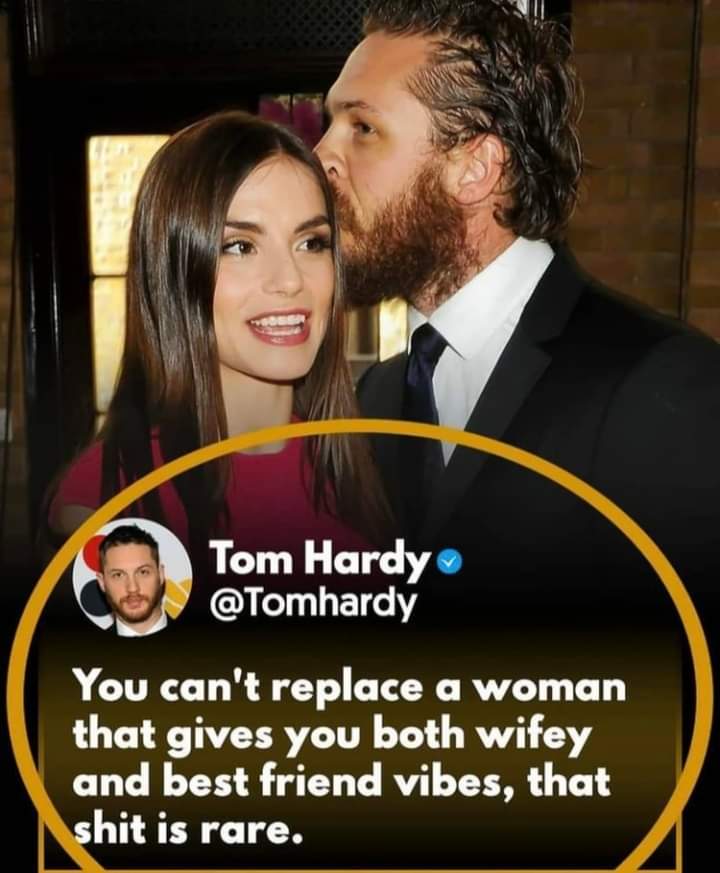 Tom Hardy
@Tomhardy
You can't replace a woman
that gives you both wifey
and best friend vibes, that
shit is rare.